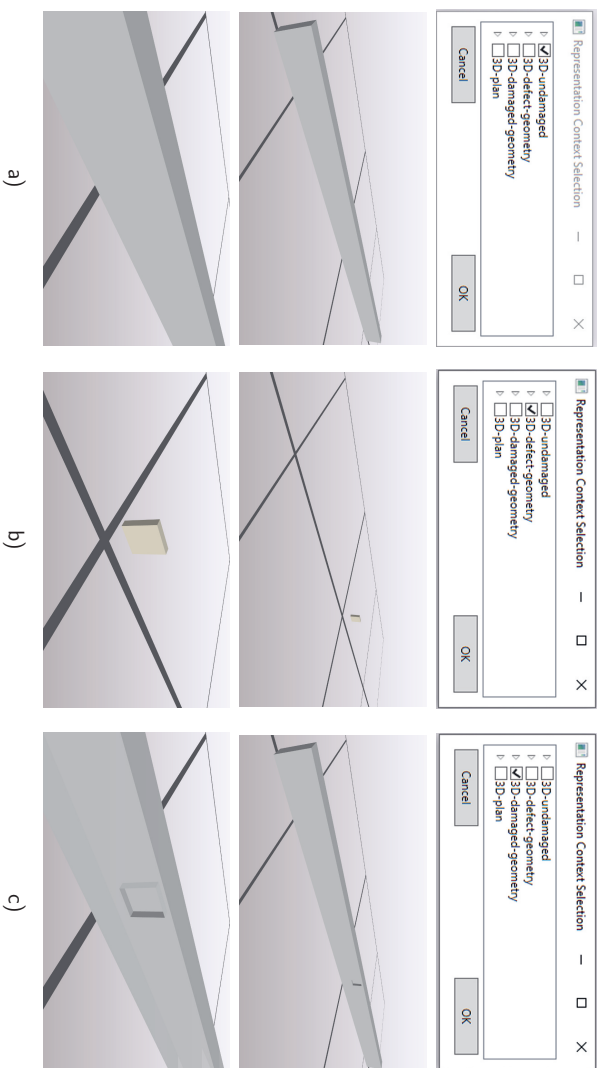 Representation Context Selection
3D-undamaged
3D-defect-geometry
3D-damaged-geometry
3D-plan
Cancel
OK
a)
Representation Context Selection
3D-undamaged
3D-defect-geometry
3D-damaged-geometry
3D-plan
Cancel
OK
b)
Representation Context Selection
3D-undamaged
3D-defect-geometry
3D-damaged-geometry
3D-plan
Cancel
OK
c)